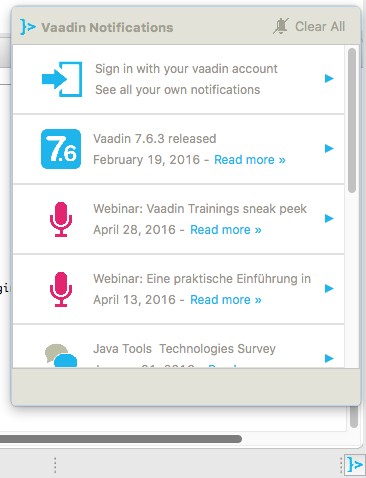 }> Vaadin Notifications
Clear All
Sign in with your vaadin account
See all your own notifications
7.6
Vaadin 7.6.3 released
February 19, 2016 - Read more »
Webinar: Vaadin Trainings sneak peek
April 28, 2016 - Read more »
Webinar: Eine praktische Einführung in
April 13, 2016 - Read more »
gi
Java Tools  Technologies Survey
}>